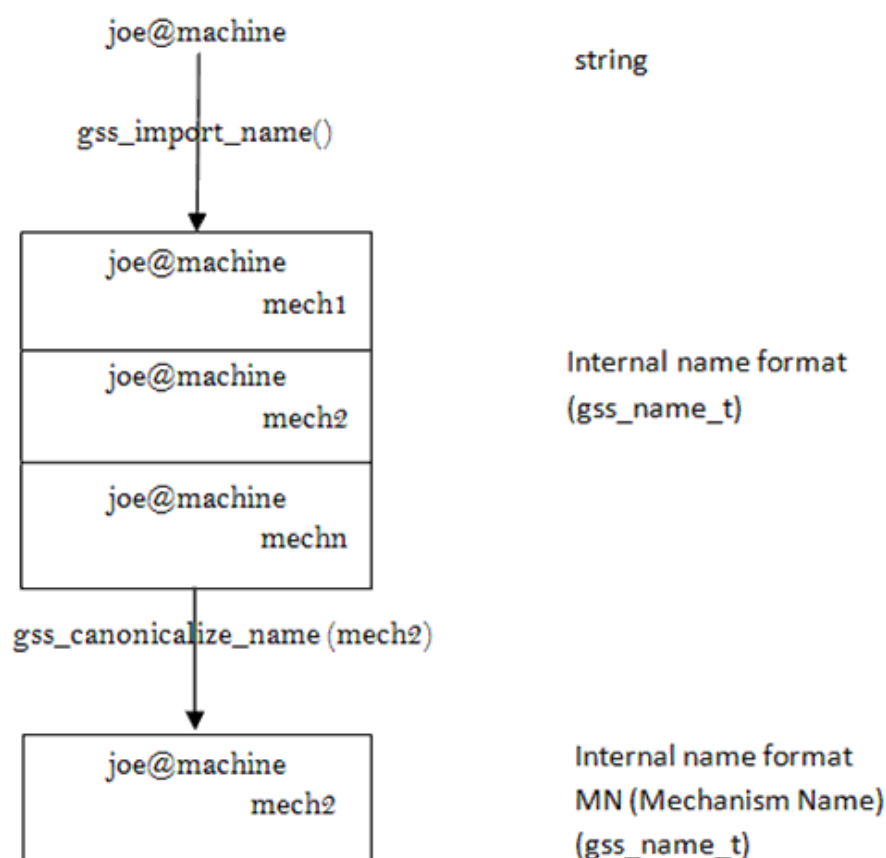 joe@machine
string
gss_import_name()
joe@machine
mech1
joe@machine
mech2
Internal name format
(gss_name_t)
joe@machine
mechn
gss_canonicalize_name (mech2)
joe@machine
mech2
Internal name format
MN (Mechanism Name)
(gss_name_t)